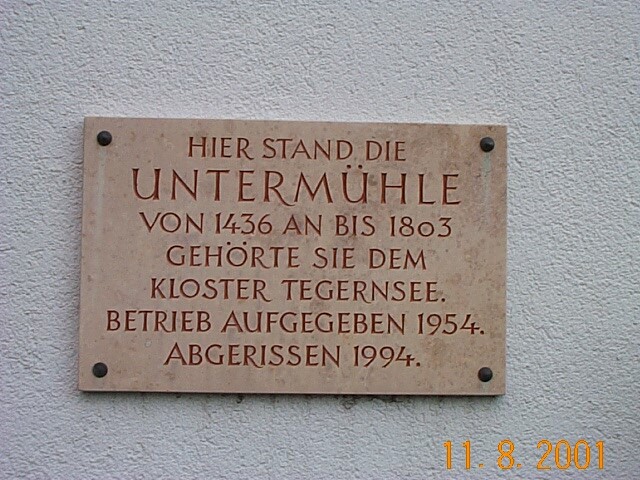 HIER STAND DIE
UNTERMÜHLE
VON 1436 AN BIS 1803
GEHÖRTE SIE DEM
KLOSTER TEGERNSEE.
BETRIEB AUFGEGEBEN 1954.
ABGERISSEN 1994.
11. 8. 2001